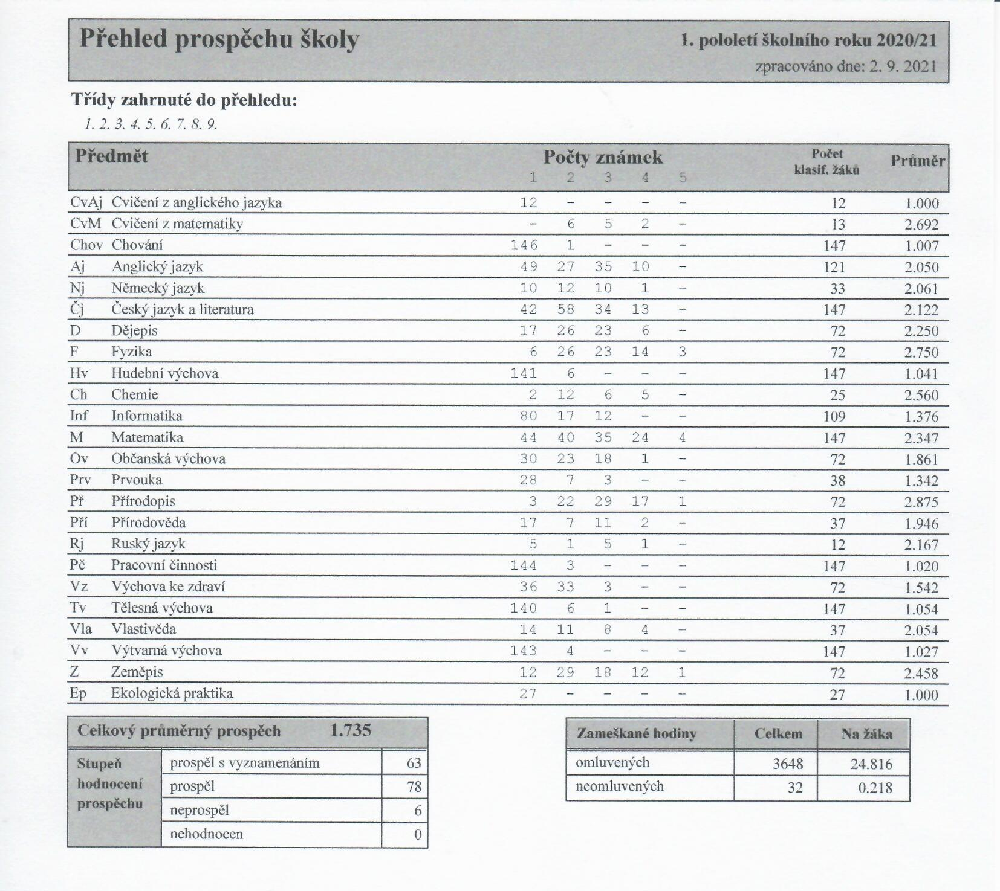 Přehled prospěchu školy 1. pololetí školního roku 2020/21
zpracováno dne: 2. 9. 2021
Třídy zahrnuté do přehledu:
1. 2. 3. 4. 5. 6. 7. 8. 9.
Předmět Počty známek Počet klasif. žáků Průměr
1 2 3 4 5
CvAj Cvičení z anglického jazyka 12 - - - - 12 1.000
CvM Cvičení z matematiky - 6 5 2 - 13 2.692
Chov Chování 146 1 - - - 147 1.007
Aj Anglický jazyk 49 27 35 10 - 121 2.050
Nj Německý jazyk 10 12 10 1 - 33 2.061
Čj Český jazyk a literatura 42 58 34 13 - 147 2.122
D Dějepis 17 26 23 6 - 72 2.250
F Fyzika 6 26 23 14 3 72 2.750
Hv Hudební výchova 141 6 - - - 147 1.041
Ch Chemie 2 12 6 5 - 25 2.560
Inf Informatika 80 17 12 - - 109 1.376
M Matematika 44 40 35 24 4 147 2.347
Ov Občanská výchova 30 23 18 1 - 72 1.861
Prv Prvouka 28 7 3 - - 38 1.342
Př Přírodopis 3 22 29 17 1 72 2.875
Pří Přírodověda 17 7 11 2 - 37 1.946
Rj Ruský jazyk 5 1 5 1 - 12 2.167
Pč Pracovní činnosti 144 3 - - - 147 1.020
Vz Výchova ke zdraví 36 33 3 - - 72 1.542
Tv Tělesná výchova 140 6 1 - - 147 1.054
Vla Vlastivěda 14 11 8 4 - 37 2.054
Vv Výtvarná výchova 143 4 - - - 147 1.027
Z Zeměpis 12 29 18 12 1 72 2.458
Ep Ekologická praktika 27 - - - - 27 1.000
Celkový průměrný prospěch 1.735
Stupeň hodnocení prospěchu
prospěl s vyznamenáním 63
prospěl 78
neprospěl 6
nehodnocen 0
Zameškané hodiny Celkem Na žáka
omluvených 3648 24.816
neomluvených 32 0.218